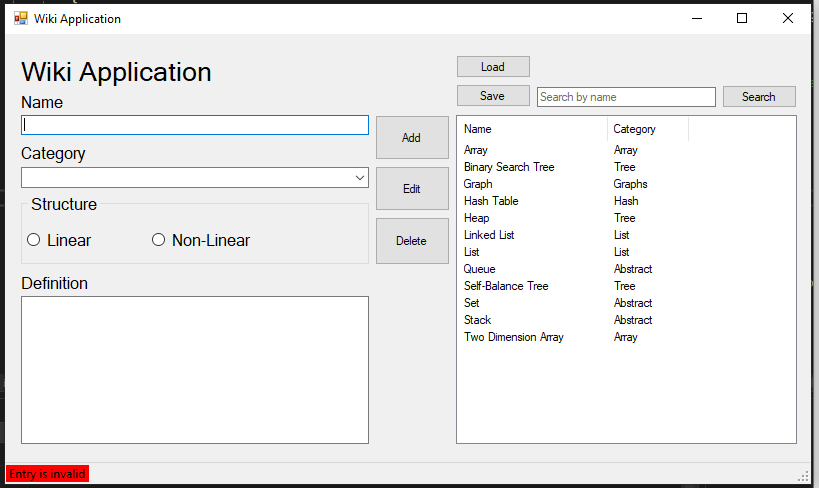 Wiki Application
Wiki Application
Name
Category
Structure
Linear
Non-Linear
Definition
Add
Edit
Delete
Load
Save
Search by name
Search
Name Category
Array Array
Binary Search Tree Tree
Graph Graphs
Hash Table Hash
Heap Tree
Linked List List
List List
Queue Abstract
Self-Balance Tree Tree
Set Abstract
Stack Abstract
Two Dimension Array Array
Entry is invalid